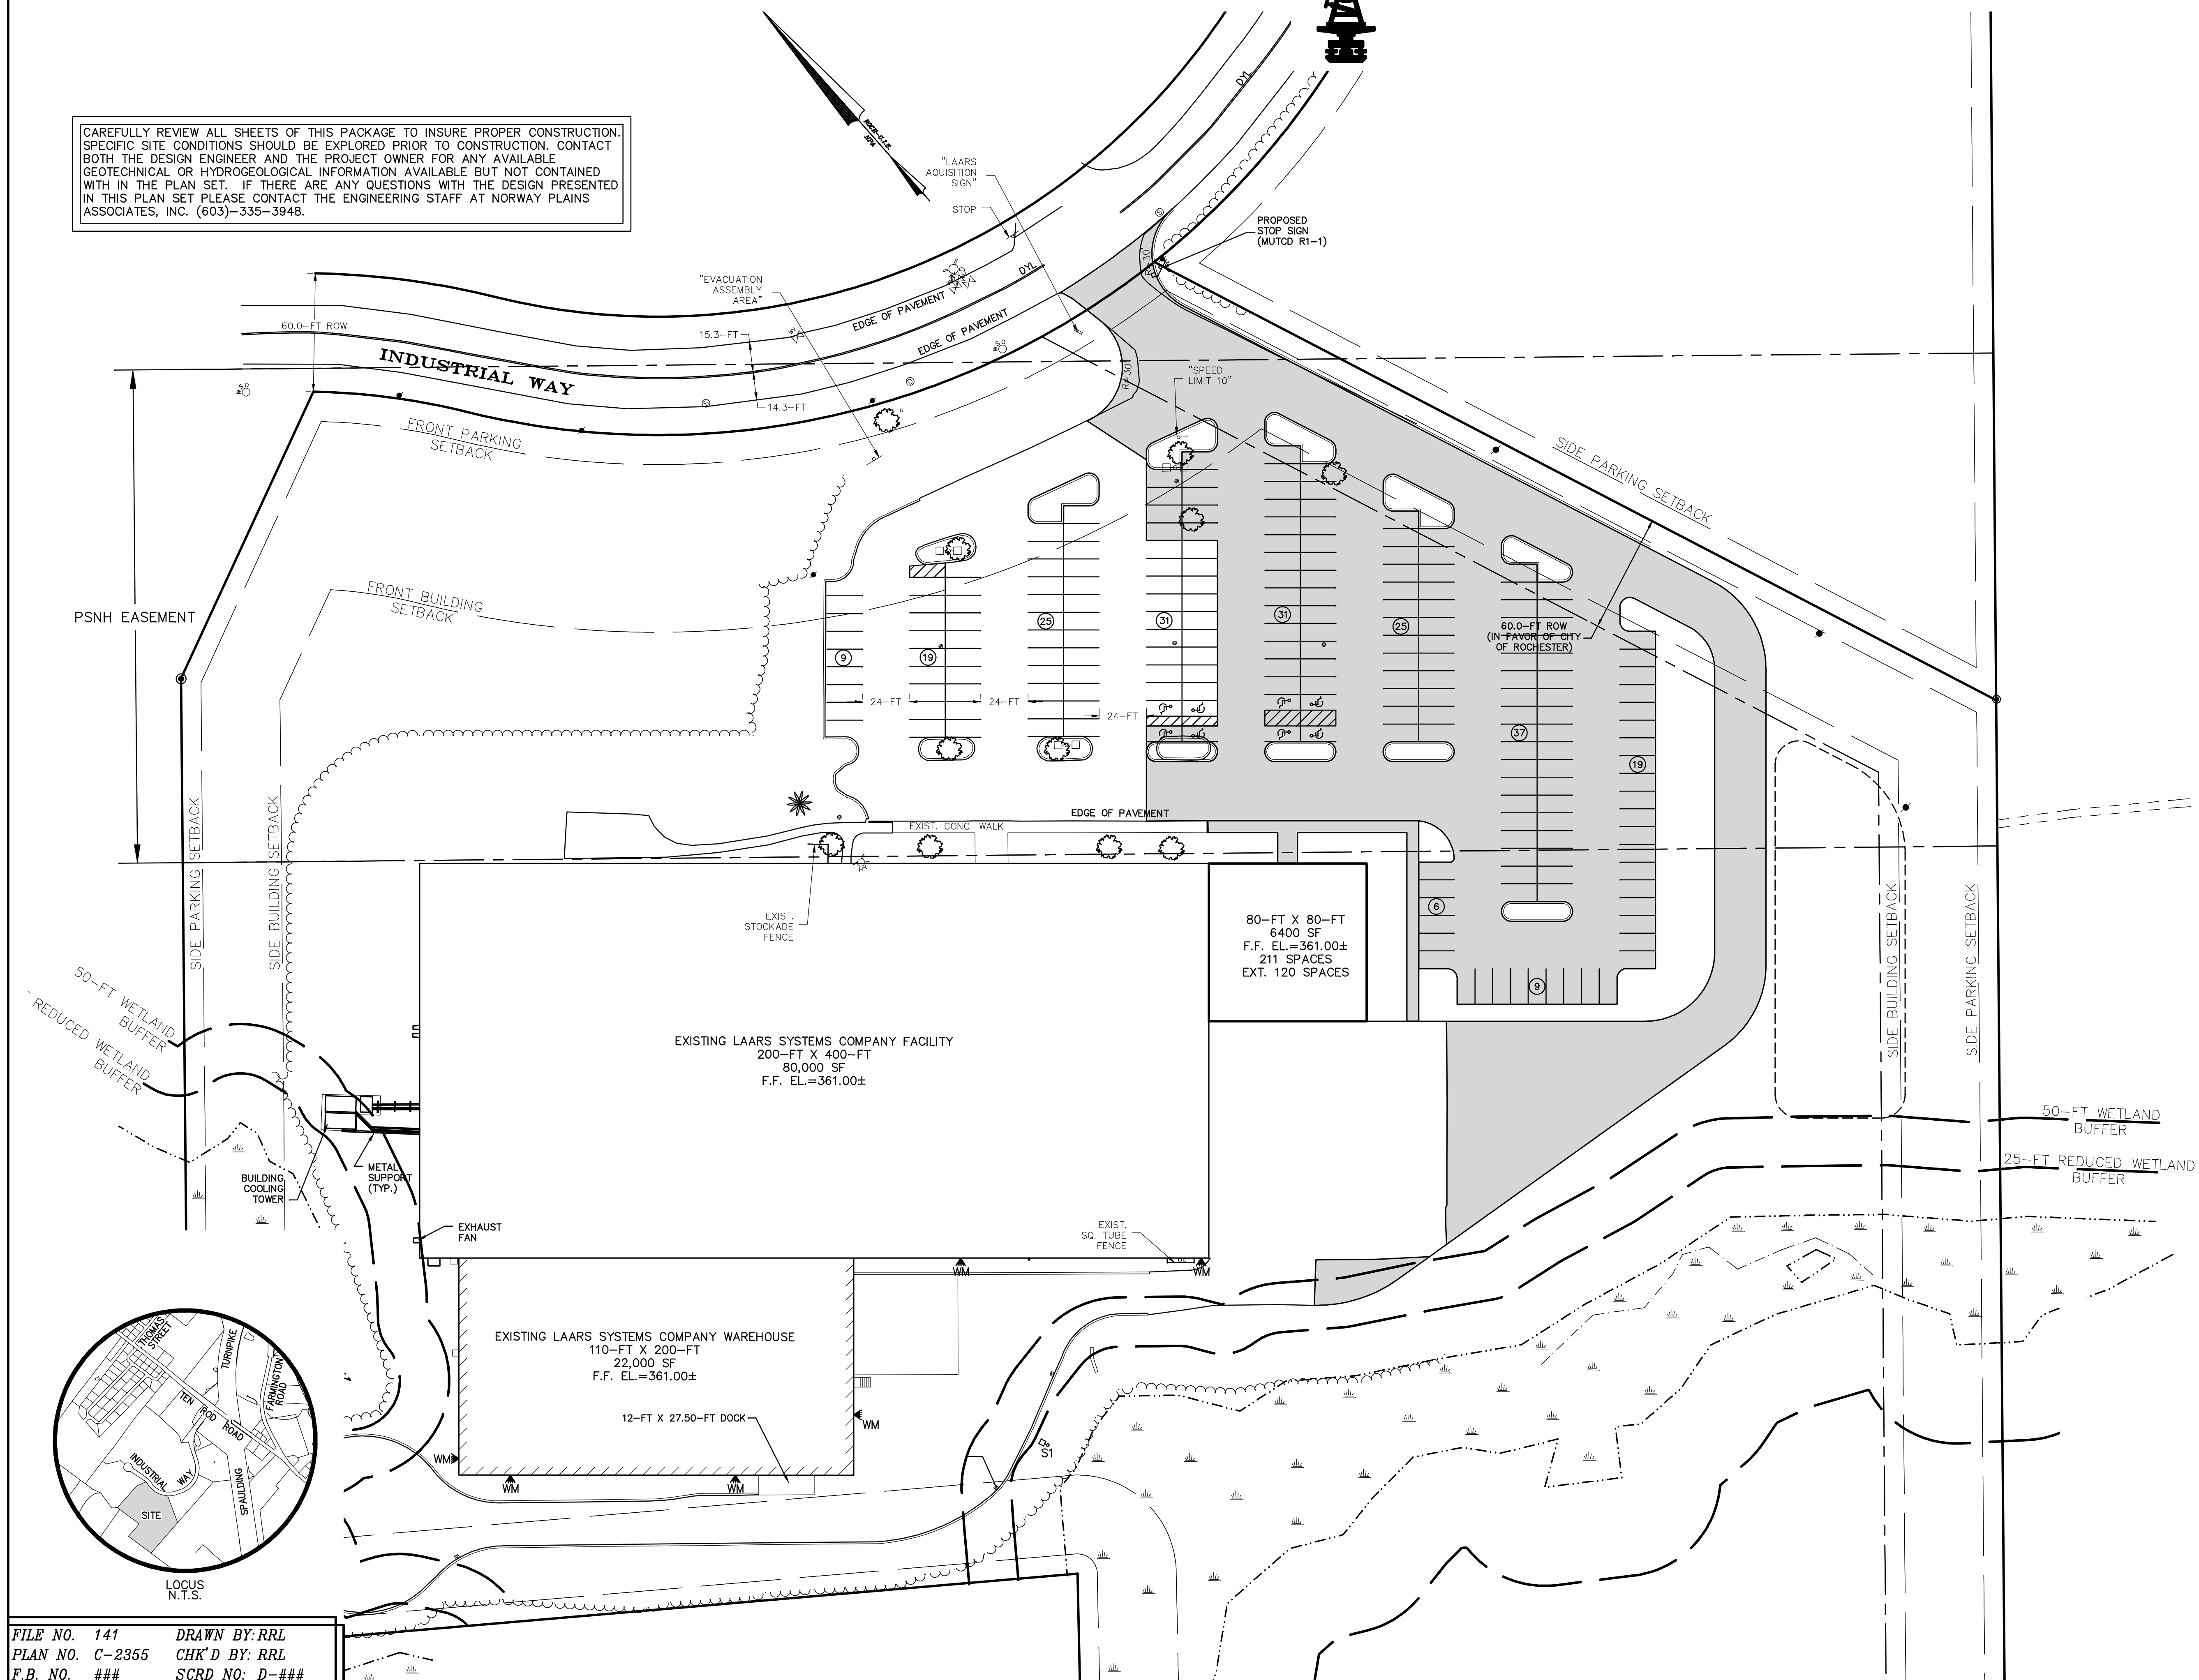 CAREFULLY REVIEW ALL SHEETS OF THIS PACKAGE TO INSURE PROPER CONSTRUCTION.
SPECIFIC SITE CONDITIONS SHOULD BE EXPLORED PRIOR TO CONSTRUCTION. CONTACT
BOTH THE DESIGN ENGINEER AND THE PROJECT OWNER FOR ANY AVAILABLE
GEOTECHNICAL OR HYDROGEOLOGICAL INFORMATION AVAILABLE BUT NOT CONTAINED
WITH IN THE PLAN SET. IF THERE ARE ANY QUESTIONS WITH THE DESIGN PRESENTED
IN THIS PLAN SET PLEASE CONTACT THE ENGINEERING STAFF AT NORWAY PLAINS
ASSOCIATES, INC. (603)-335-3948.
DYL
"LAARS
AQUISITION
SIGN"
STOP
PROPOSED
STOP SIGN
(MUTCD R1-1)
R=30'
"EVACUATION
ASSEMBLY
AREA"
DYL
EDGE OF PAVEMENT
EDGE OF PAVEMENT
60.0-FT ROW
15.3-FT
14.3-FT
INDUSTRIAL WAY
R=30'
"SPEED
LIMIT 10"
FRONT PARKING
SETBACK
SIDE PARKING SETBACK
FRONT BUILDING
SETBACK
PSNH EASEMENT
60.0-FT ROW
(IN FAVOR OF CITY
OF ROCHESTER)
9
19
25
31
31
25
37
19
24-FT
24-FT
24-FT
EDGE OF PAVEMENT
EXIST. CONC. WALK
SIDE PARKING SETBACK
SIDE BUILDING SETBACK
EXIST.
STOCKADE
FENCE
80-FT X 80-FT
6400 SF
F.F. EL.=361.00±
211 SPACES
EXT. 120 SPACES
6
9
SIDE BUILDING SETBACK
SIDE PARKING SETBACK
50-FT WETLAND
BUFFER
REDUCED WETLAND
BUFFER
EXISTING LAARS SYSTEMS COMPANY FACILITY
200-FT X 400-FT
80,000 SF
F.F. EL.=361.00±
BUILDING
COOLING
TOWER
METAL
SUPPORT
(TYP.)
EXHAUST
FAN
EXIST.
SQ. TUBE
FENCE
50-FT WETLAND
BUFFER
25-FT REDUCED WETLAND
BUFFER
WM
WM
EXISTING LAARS SYSTEMS COMPANY WAREHOUSE
110-FT X 200-FT
22,000 SF
F.F. EL.=361.00±
12-FT X 27.50-FT DOCK
WM
WM
WM
WM
S1
THOMAS
STREET
TURNPIKE
FARMINGTON
ROAD
TEN ROD ROAD
INDUSTRIAL WAY
SPAULDING
SITE
LOCUS
N.T.S.
FILE NO. 141 DRAWN BY: RRL
PLAN NO. C-2355 CHK'D BY: RRL
F.B. NO. ### SCRD NO: D-###